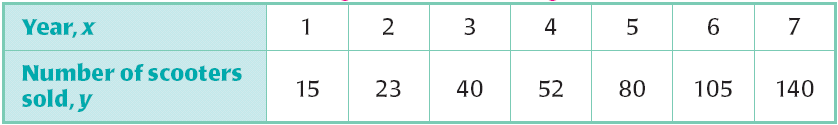 Year, x 1 2 3 4 5 6 7
Number of scooters sold, y 15 23 40 52 80 105 140